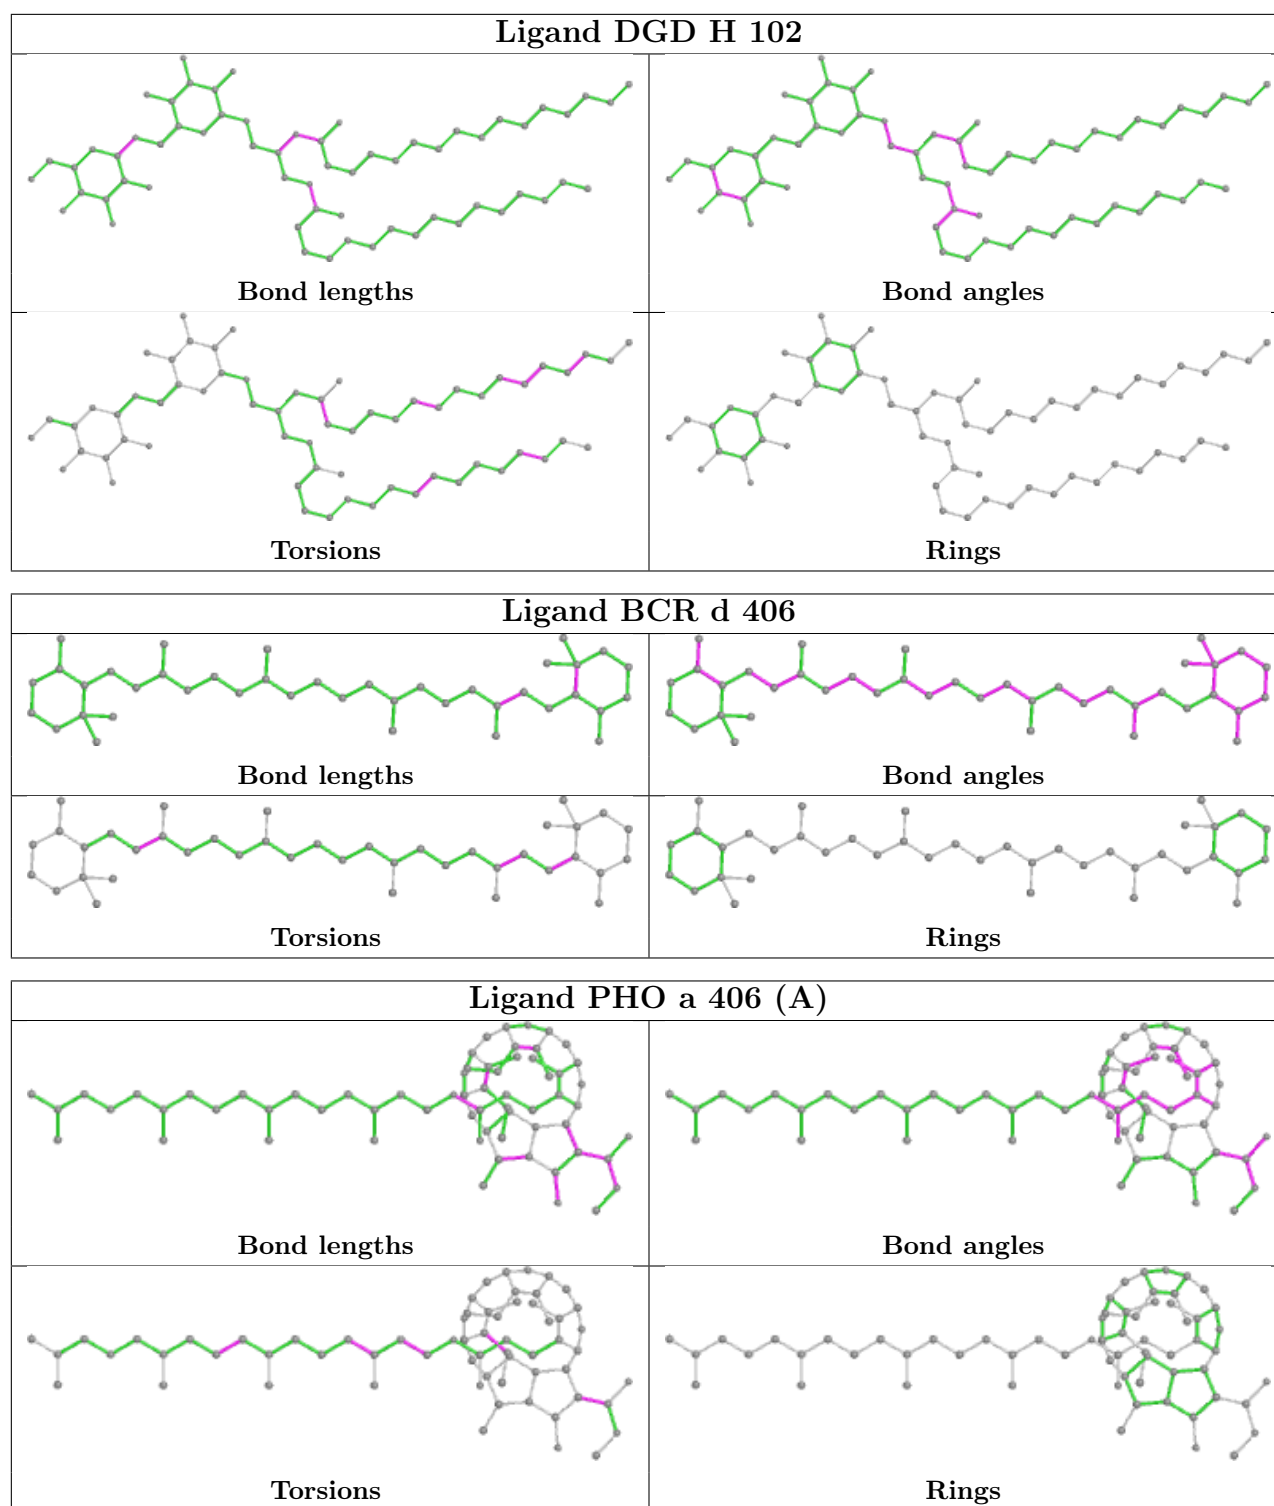 Ligand DGD H 102
Bond lengths
Bond angles
Torsions
Rings
Ligand BCR d 406
Bond lengths
Bond angles
Torsions
Rings
Ligand PHO a 406 (A)
Bond lengths
Bond angles
Torsions
Rings